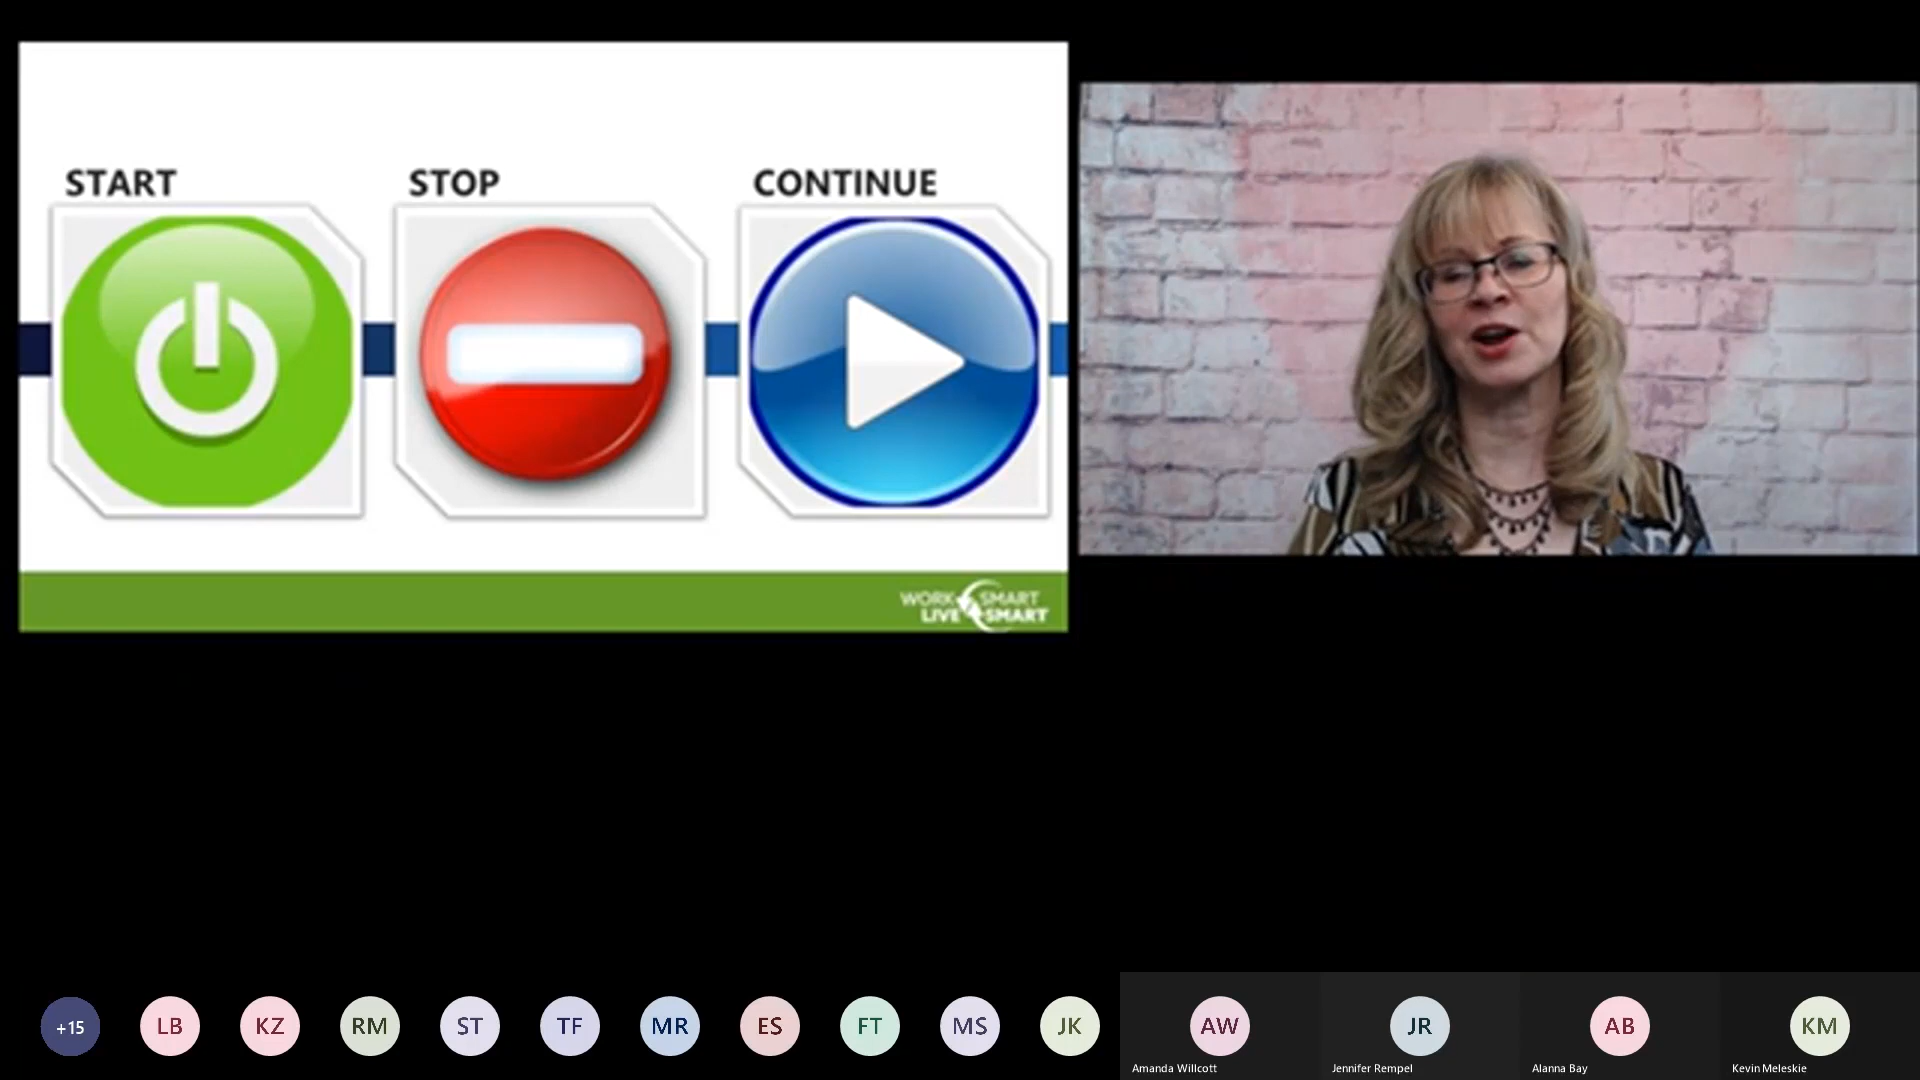 START STOP CONTINUE
WORK SMART
LIVE SMART
+15 LB KZ RM ST TF MR ES FT MS JK AW JR AB KM
Amanda Willcott Jennifer Rempel Alanna Bay Kevin Meleskie